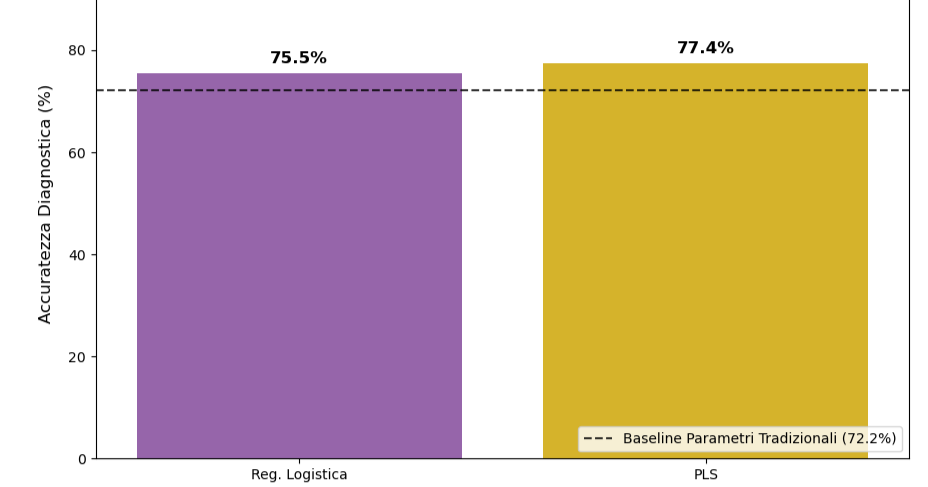 75.5%
77.4%
80
60
40
20
0
Accuratezza Diagnostica (%)
Baseline Parametri Tradizionali (72.2%)
Reg. Logistica
PLS